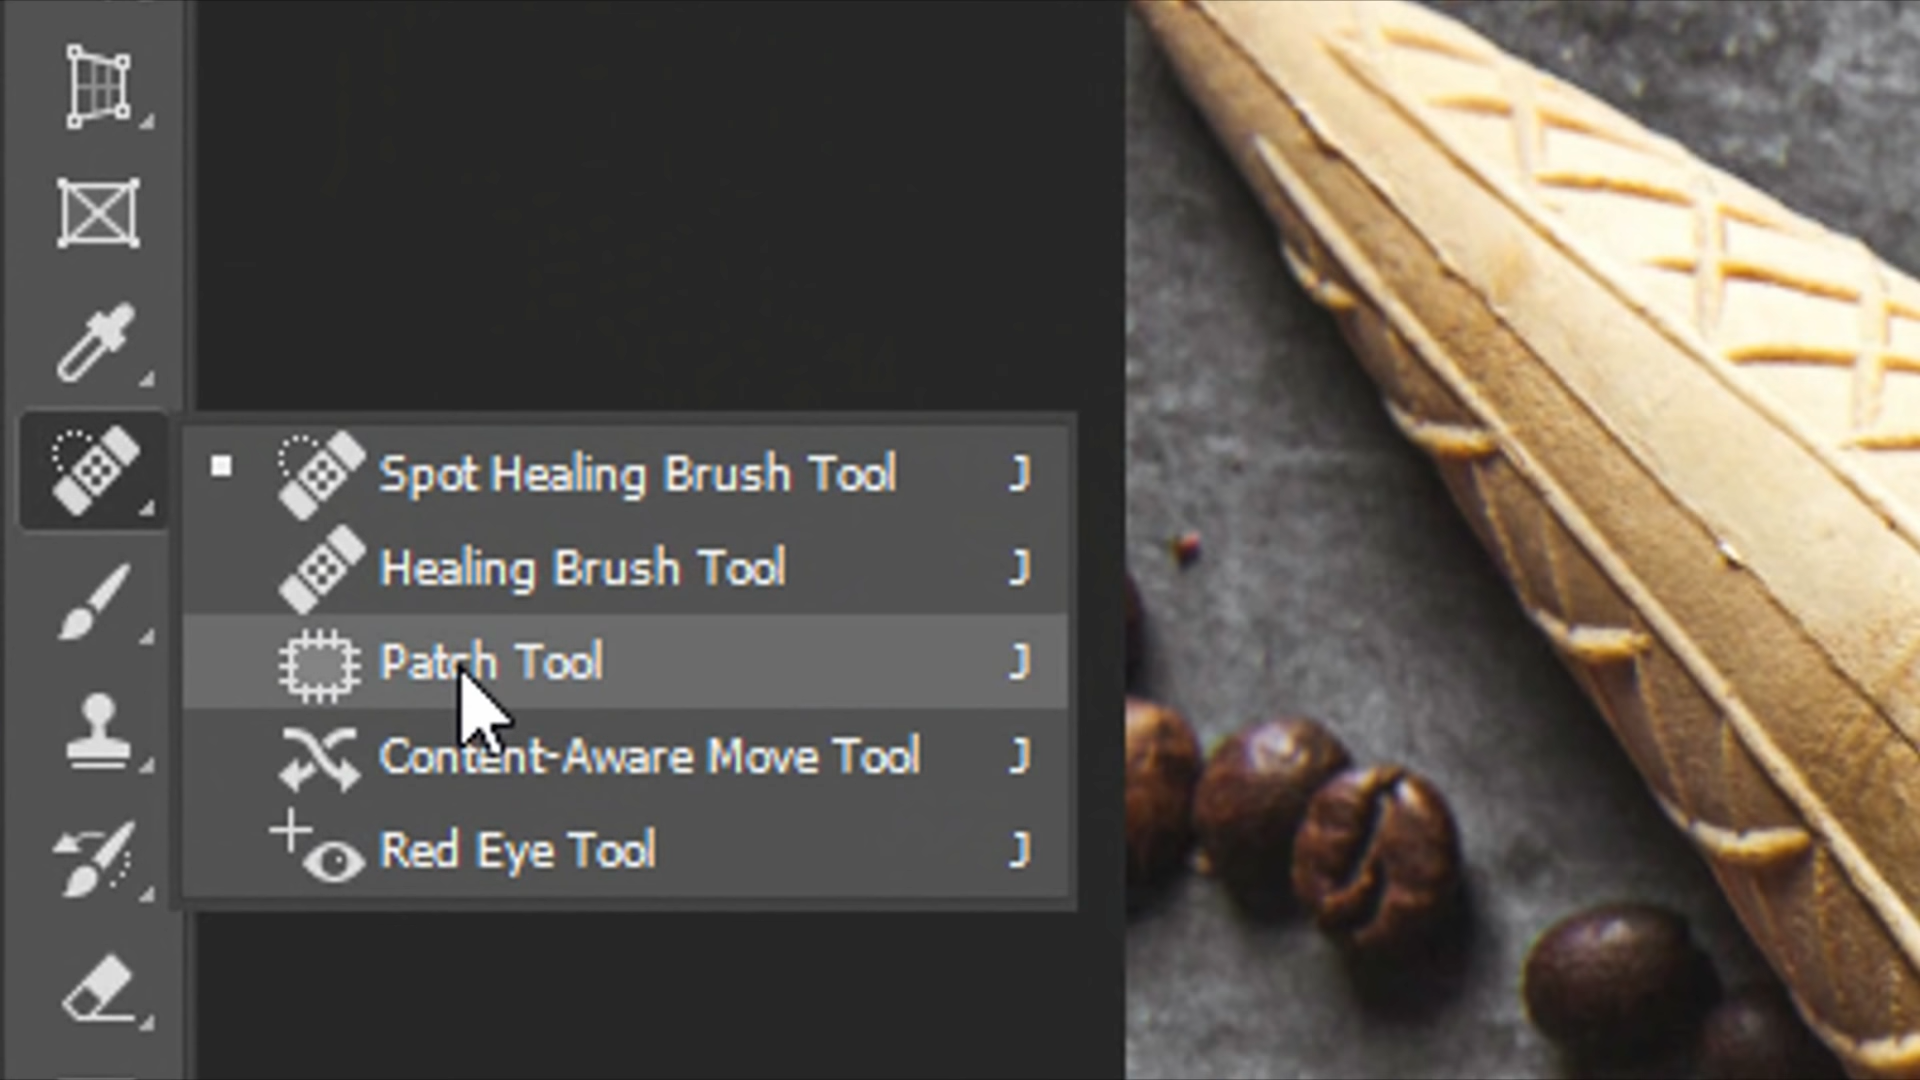 Spot Healing Brush Tool J
Healing Brush Tool J
Patch Tool J
Content-Aware Move Tool J
Red Eye Tool J